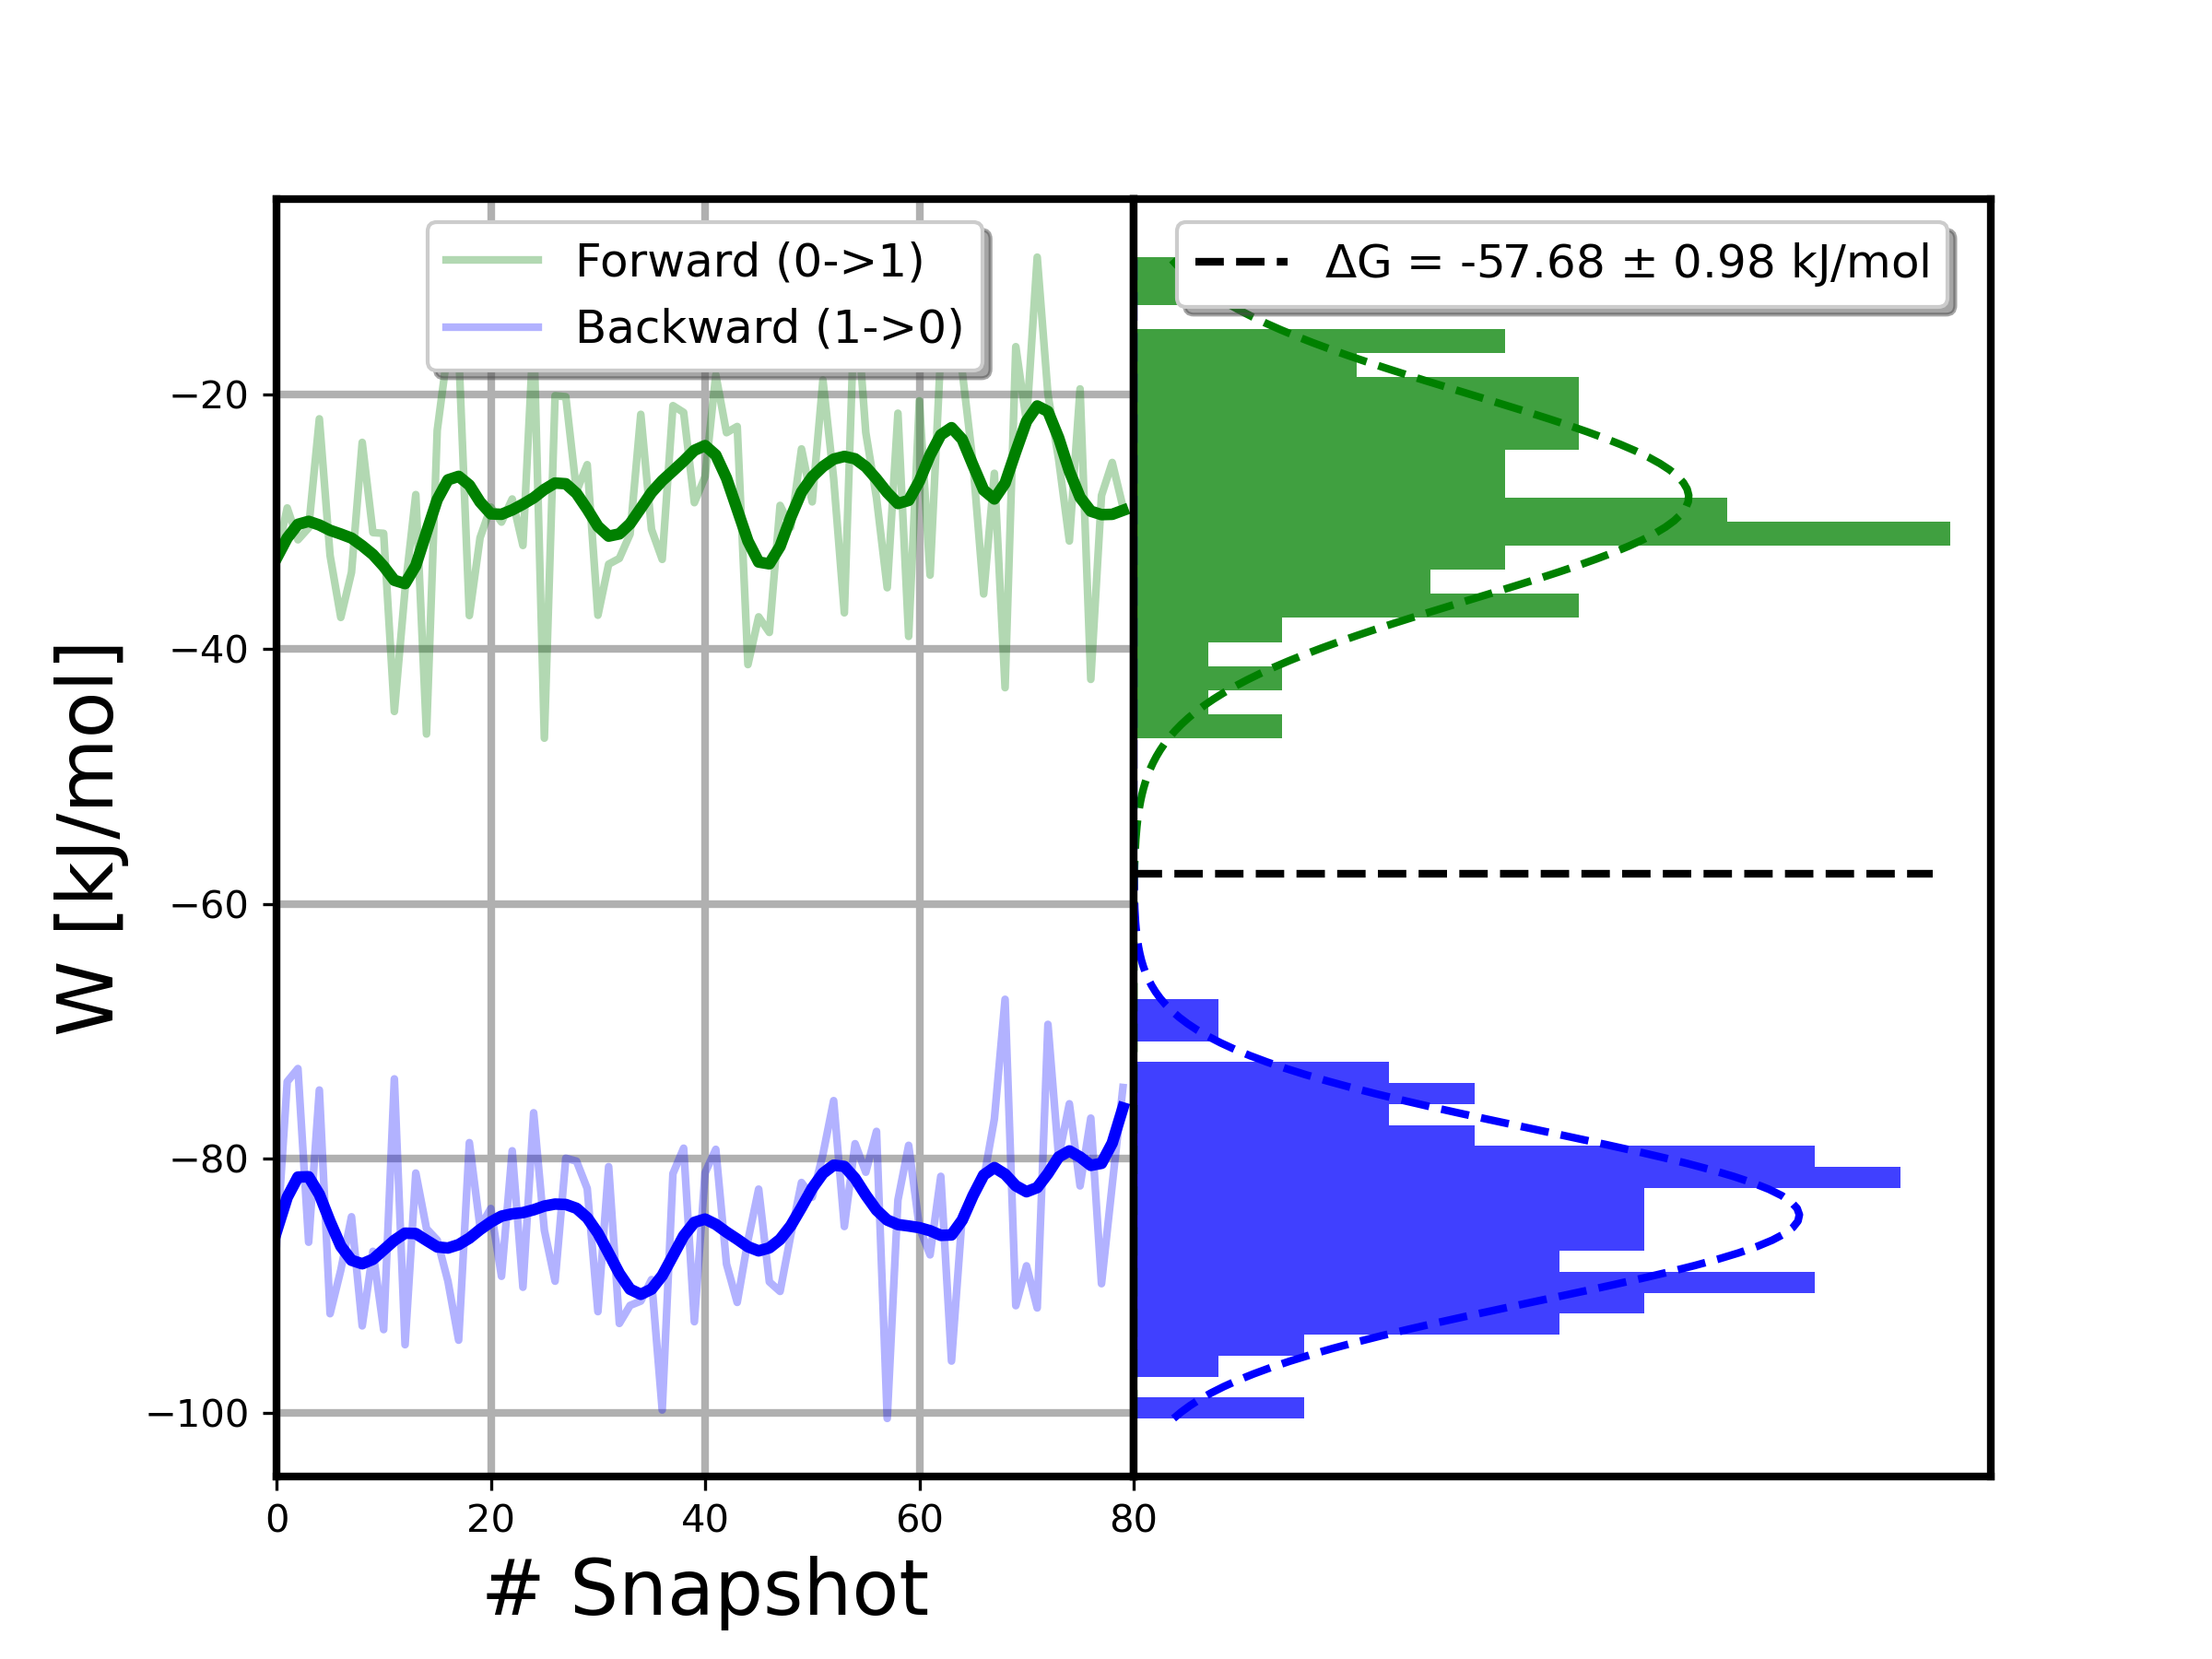 Forward (0->1)
Backward (1->0)
ΔG = -57.68 ± 0.98 kJ/mol
W [kJ/mol]
−20
−40
−60
−80
−100
0 20 40 60 80
# Snapshot